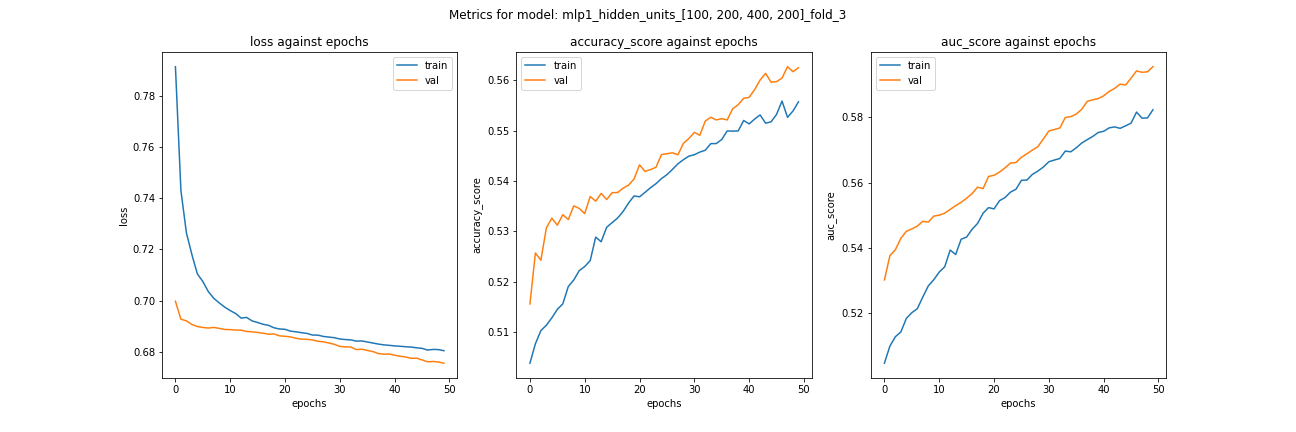 Metrics for model: mlp1_hidden_units_[100, 200, 400, 200]_fold_3
loss against epochs
train
val
loss
0.78
0.76
0.74
0.72
0.70
0.68
0 10 20 30 40 50
epochs
accuracy_score against epochs
train
val
accuracy_score
0.56
0.55
0.54
0.53
0.52
0.51
0 10 20 30 40 50
epochs
auc_score against epochs
train
val
auc_score
0.58
0.56
0.54
0.52
0 10 20 30 40 50
epochs